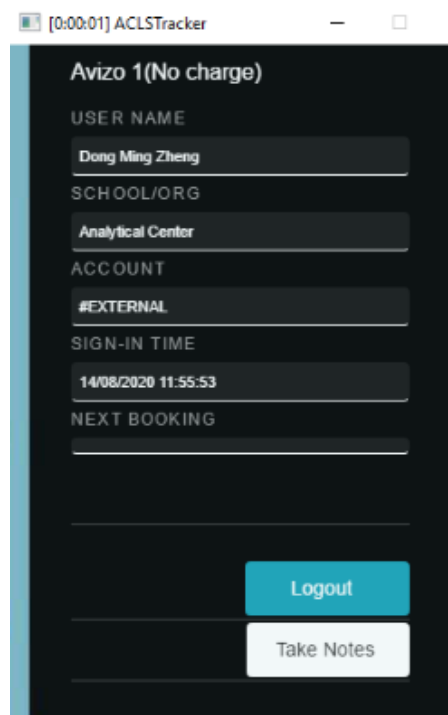 [0:00:01] ACLSTracker
Avizo 1(No charge)
USER NAME
Dong Ming Zheng
SCHOOL/ORG
Analytical Center
ACCOUNT
#EXTERNAL
SIGN-IN TIME
14/08/2020 11:55:53
NEXT BOOKING
Logout
Take Notes